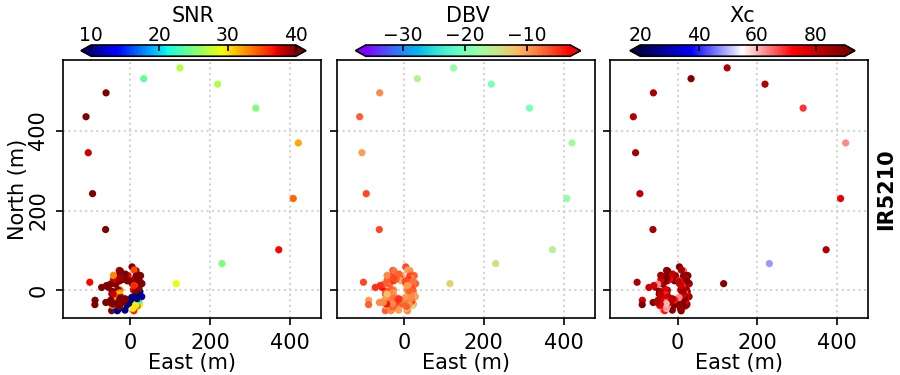 SNR DBV Xc
10 20 30 40 −30 −20 −10 20 40 60 80
North (m)
400
200
0
IR5210
0 200 400 0 200 400 0 200 400
East (m) East (m) East (m)